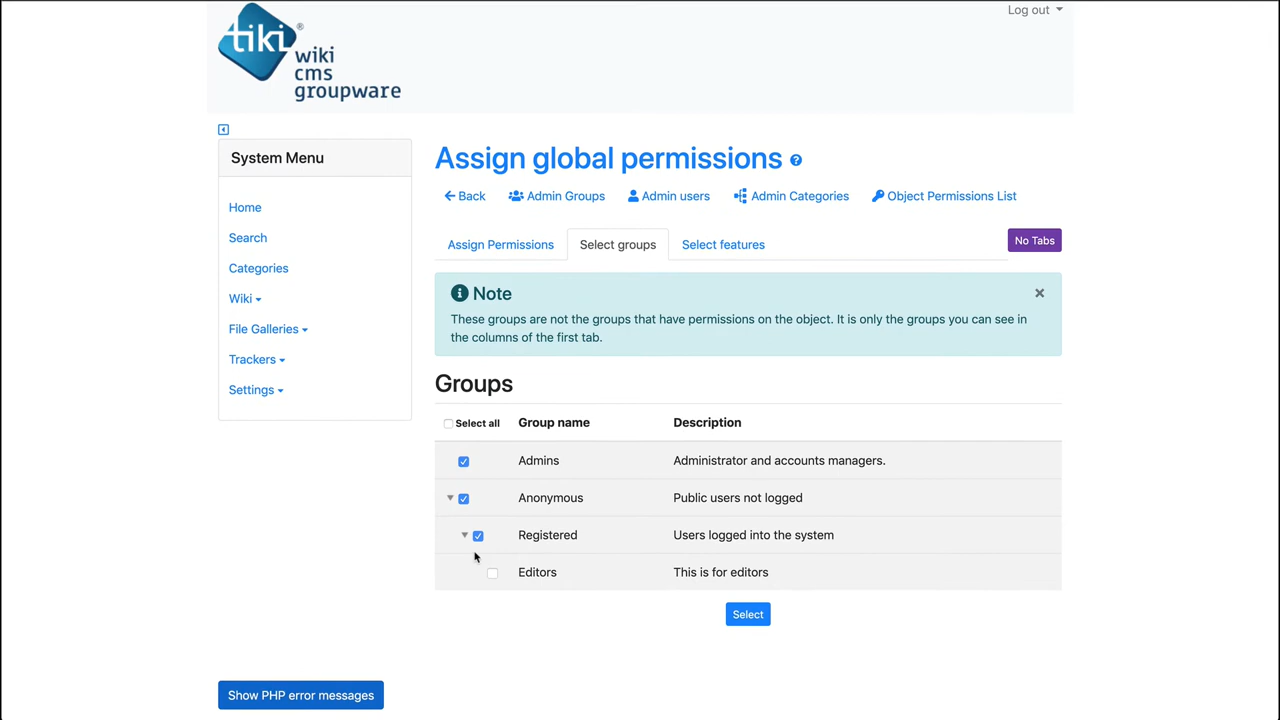 Log out
tiki®
wiki
cms
groupware
System Menu
Home
Search
Categories
Wiki
File Galleries
Trackers
Settings
Assign global permissions
Back Admin Groups Admin users Admin Categories Object Permissions List
Assign Permissions Select groups Select features No Tabs
Note
These groups are not the groups that have permissions on the object. It is only the groups you can see in
the columns of the first tab.
Groups
Select all Group name Description
Admins Administrator and accounts managers.
Anonymous Public users not logged
Registered Users logged into the system
Editors This is for editors
Select
Show PHP error messages